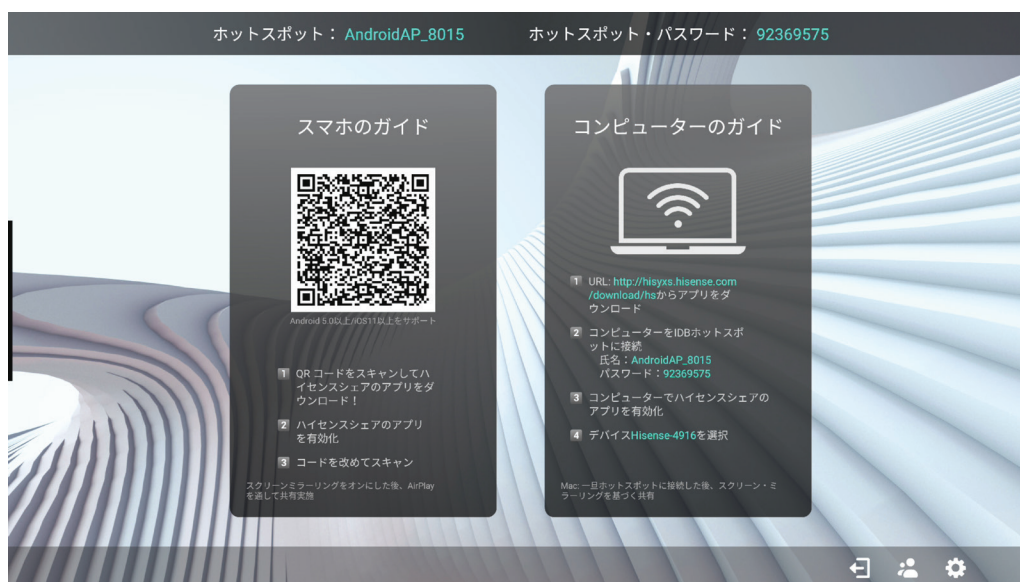 ホットスポット： AndroidAP_8015 ホットスポット・パスワード： 92369575
スマホのガイド
Android 5.0以上/iOS11以上をサポート
1 QR コードをスキャンしてハ
イセンスシェアのアプリをダ
ウンロード！
2 ハイセンスシェアのアプリ
を有効化
3 コードを改めてスキャン
スクリーンミラーリングをオンにした後、AirPlay
を通して共有実施
コンピューターのガイド
1 URL: http://hisyxs.hisense.com
/download/hsからアプリをダ
ウンロード
2 コンピューターをIDBホットスポ
ットに接続
氏名：AndroidAP_8015
パスワード：92369575
3 コンピューターでハイセンスシェアの
アプリを有効化
4 デバイスHisense-4916を選択
Mac: 一旦ホットスポットに接続した後、スクリーン・ミ
ラーリングを基づく共有